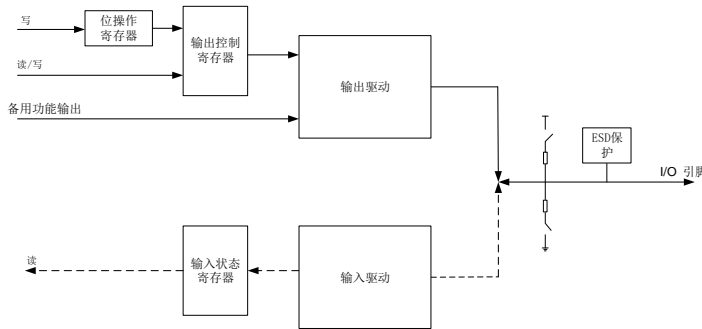 写
位操作
寄存器
输出控制
寄存器
读/写
输出驱动
备用功能输出
ESD保
护
I/O 引脚
读
输入状态
寄存器
输入驱动